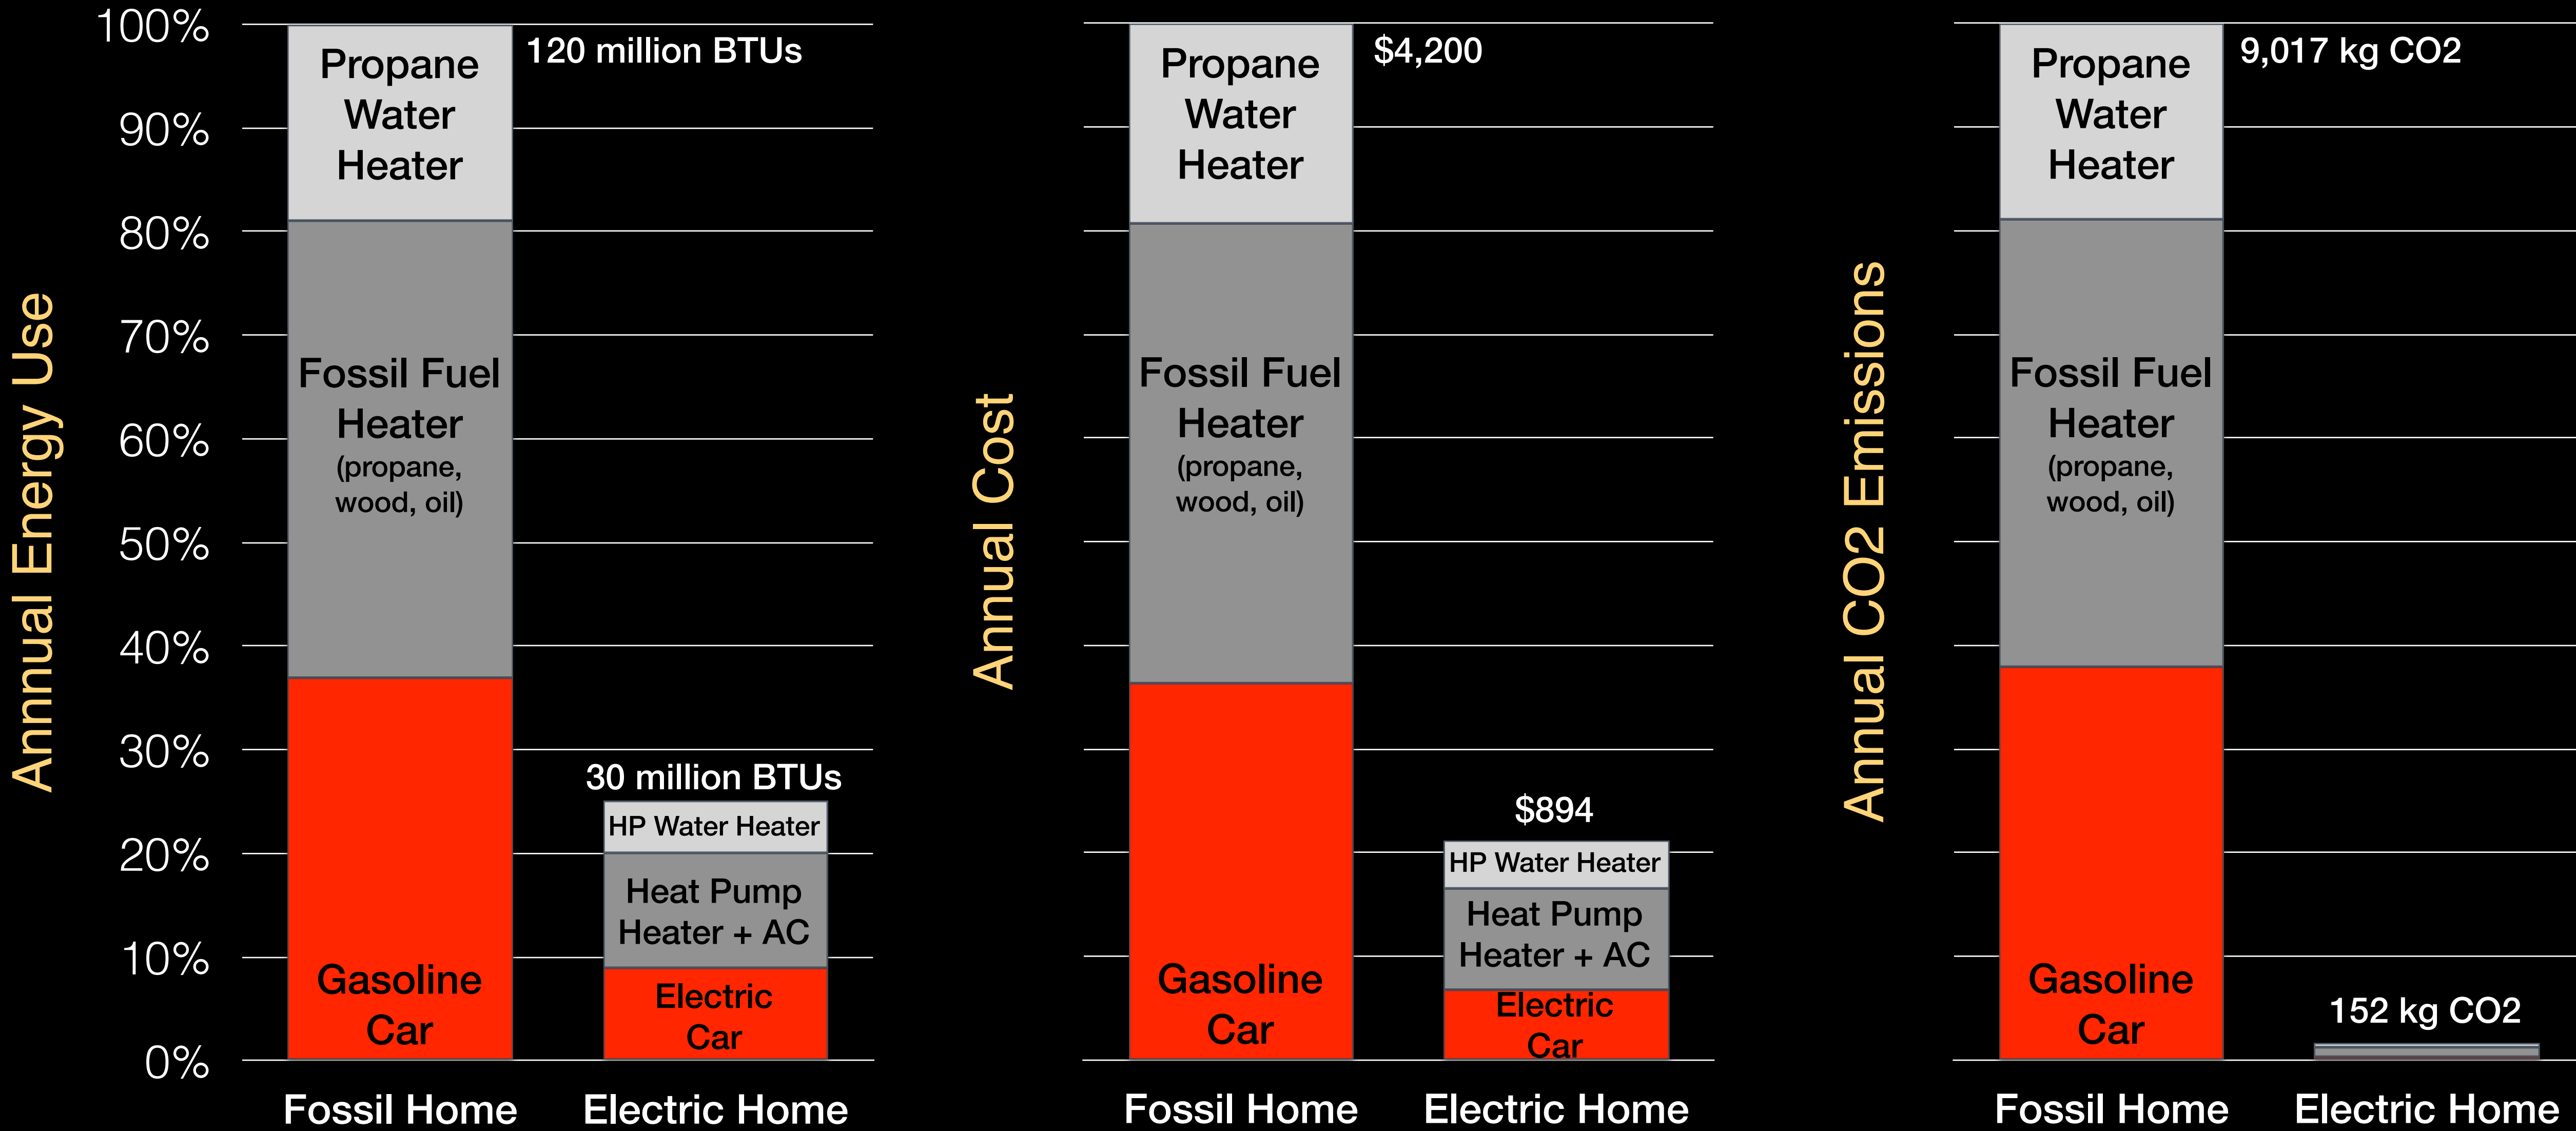 Annual Energy Use
100%
90%
80%
70%
60%
50%
40%
30%
20%
10%
0%
120 million BTUs
Propane
Water
Heater
Fossil Fuel
Heater
(propane,
wood, oil)
Gasoline
Car
30 million BTUs
HP Water Heater
Heat Pump
Heater + AC
Electric
Car
Fossil Home
Electric Home
Annual Cost
$4,200
Propane
Water
Heater
Fossil Fuel
Heater
(propane,
wood, oil)
Gasoline
Car
$894
HP Water Heater
Heat Pump
Heater + AC
Electric
Car
Fossil Home
Electric Home
Annual CO2 Emissions
9,017 kg CO2
Propane
Water
Heater
Fossil Fuel
Heater
(propane,
wood, oil)
Gasoline
Car
152 kg CO2
Fossil Home
Electric Home